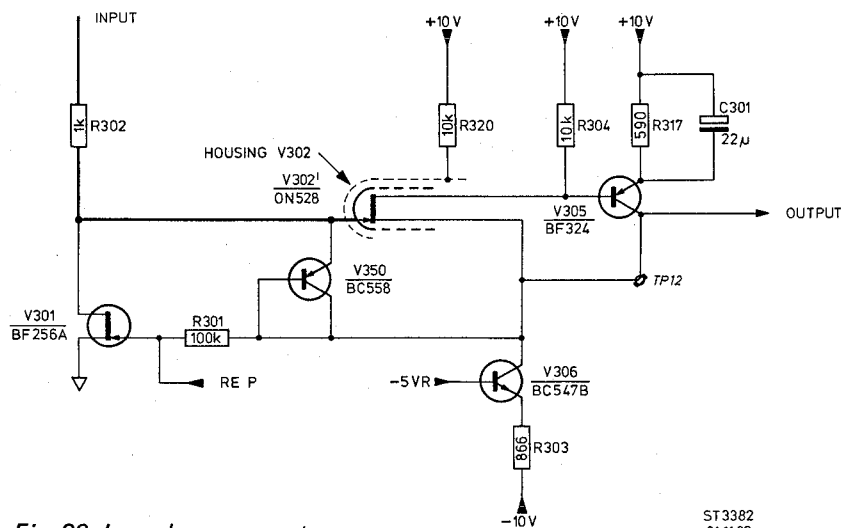 INPUT
+10V
+10V
+10V
1k
R302
10k
R320
10k
R304
590
R317
C301
22µ
HOUSING V302
V302
ON528
V305
BF324
OUTPUT
TP12
V350
BC558
V301
BF256A
R301
100k
RE P
-5VR
V306
BC547B
866
R303
-10V
ST3382